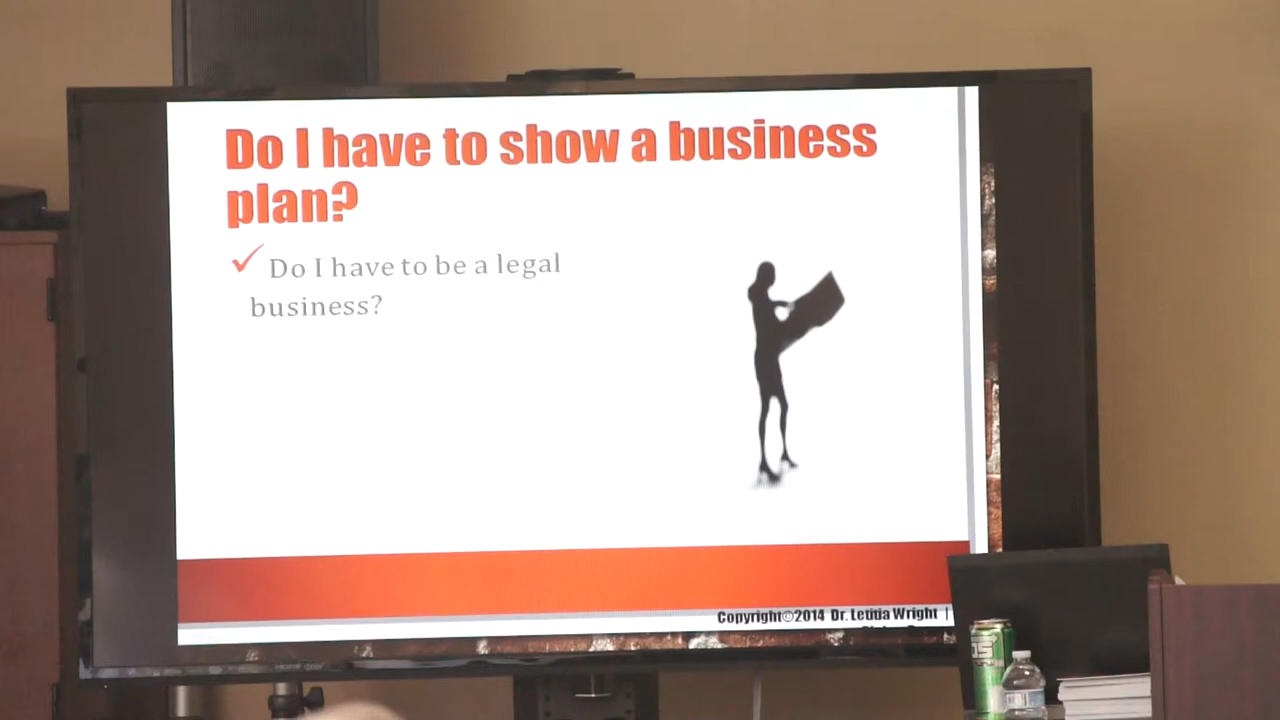 Do I have to show a business
plan?
Do I have to be a legal
business?
Copyright©2014 Dr. Letitia Wright |